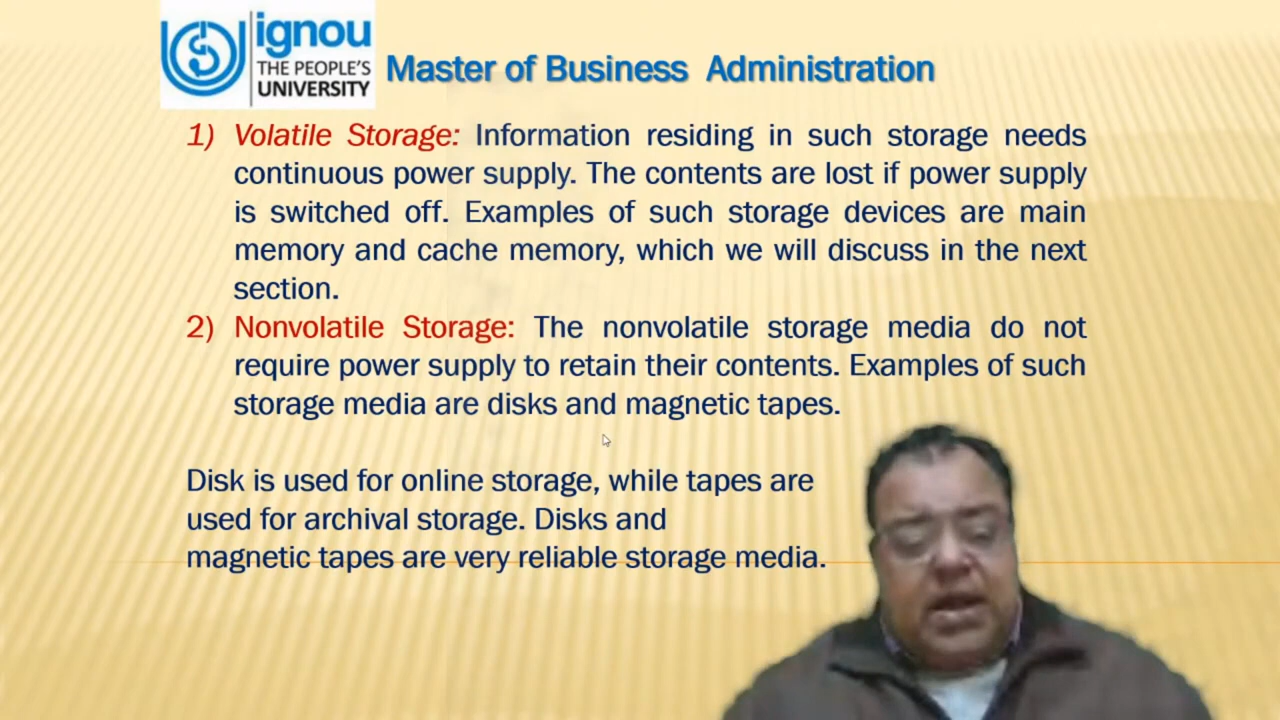 ignou
THE PEOPLE'S
UNIVERSITY
Master of Business Administration
1) Volatile Storage: Information residing in such storage needs
continuous power supply. The contents are lost if power supply
is switched off. Examples of such storage devices are main
memory and cache memory, which we will discuss in the next
section.
2) Nonvolatile Storage: The nonvolatile storage media do not
require power supply to retain their contents. Examples of such
storage media are disks and magnetic tapes.
Disk is used for online storage, while tapes are
used for archival storage. Disks and
magnetic tapes are very reliable storage media.